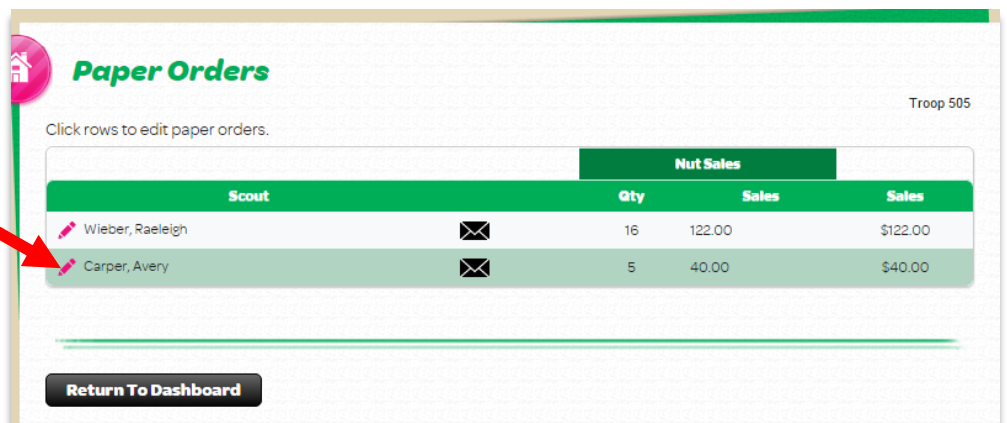 Paper Orders
Troop 505
Click rows to edit paper orders.
Nut Sales
Scout Qty Sales Sales
Wieber, Raeleigh 16 122.00 $122.00
Carper, Avery 5 40.00 $40.00
Return To Dashboard